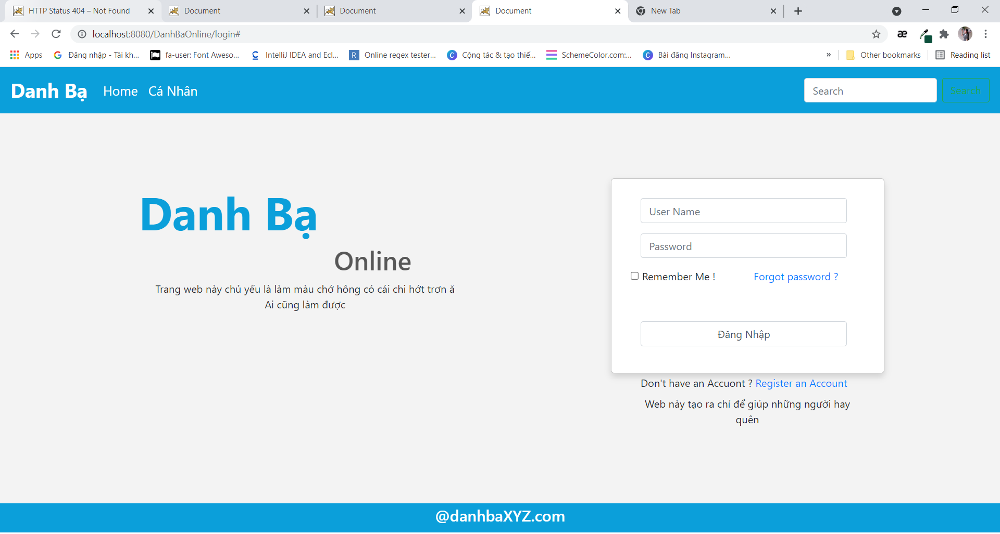 HTTP Status 404 – Not Found
Document
Document
Document
New Tab
localhost:8080/DanhBaOnline/login#
Apps
Đăng nhập - Tài kh...
fa-user: Font Aweso...
IntelliJ IDEA and Ecl...
Online regex tester...
Cộng tác & tạo thiế...
SchemeColor.com:...
Bài đăng Instagram...
» Other bookmarks
Reading list
Danh Bạ
Home
Cá Nhân
Search
Search
Danh Bạ
Online
Trang web này chủ yếu là làm màu chớ hông có cái chi hớt trơn ă
Ai cũng làm được
User Name
Password
Remember Me !
Forgot password ?
Đăng Nhập
Don't have an Accuont ? Register an Account
Web này tạo ra chỉ để giúp những người hay
quên
@danhbaXYZ.com